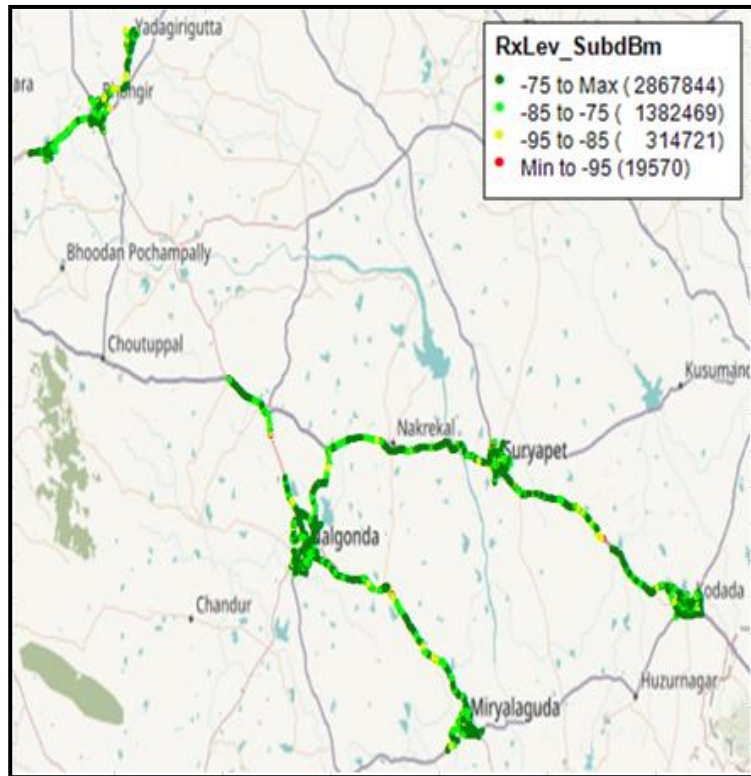 Yadagirigutta
RxLev_SubdBm
-75 to Max ( 2867844)
-85 to -75 ( 1382469)
-95 to -85 ( 314721)
Min to -95 (19570)
ara
Bhongir
Bhoodan Pochampally
Choutuppal
Kusumanc
Nakrekal
Suryapet
Nalgonda
Kodada
Chandur
Huzurnagar
Miryalaguda